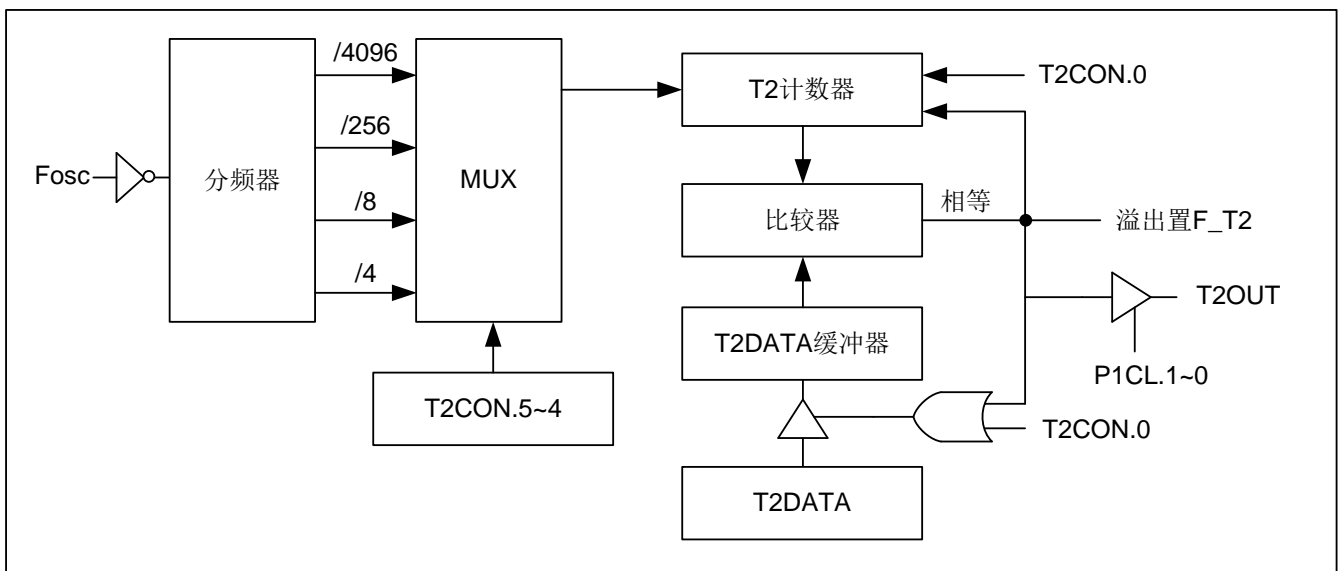 Fosc
分频器
/4096
/256
/8
/4
MUX
T2CON.5~4
T2计数器
T2CON.0
比较器
相等
溢出置F_T2
T2OUT
P1CL.1~0
T2DATA缓冲器
T2CON.0
T2DATA